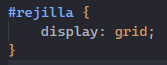 #rejilla {
    display: grid;
}